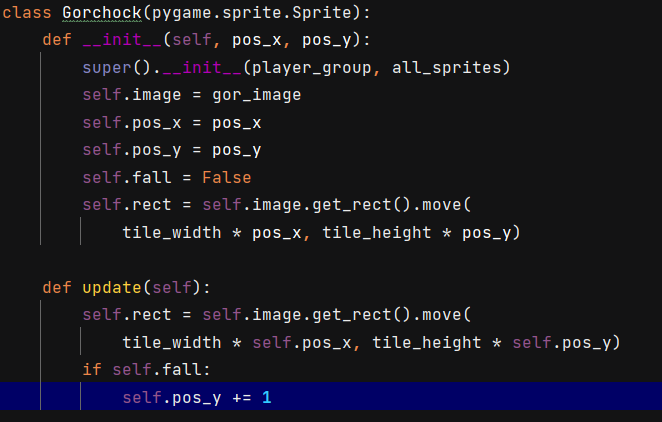 class Gorchock(pygame.sprite.Sprite):
    def __init__(self, pos_x, pos_y):
        super().__init__(player_group, all_sprites)
        self.image = gor_image
        self.pos_x = pos_x
        self.pos_y = pos_y
        self.fall = False
        self.rect = self.image.get_rect().move(
            tile_width * pos_x, tile_height * pos_y)

    def update(self):
        self.rect = self.image.get_rect().move(
            tile_width * self.pos_x, tile_height * self.pos_y)
        if self.fall:
            self.pos_y += 1